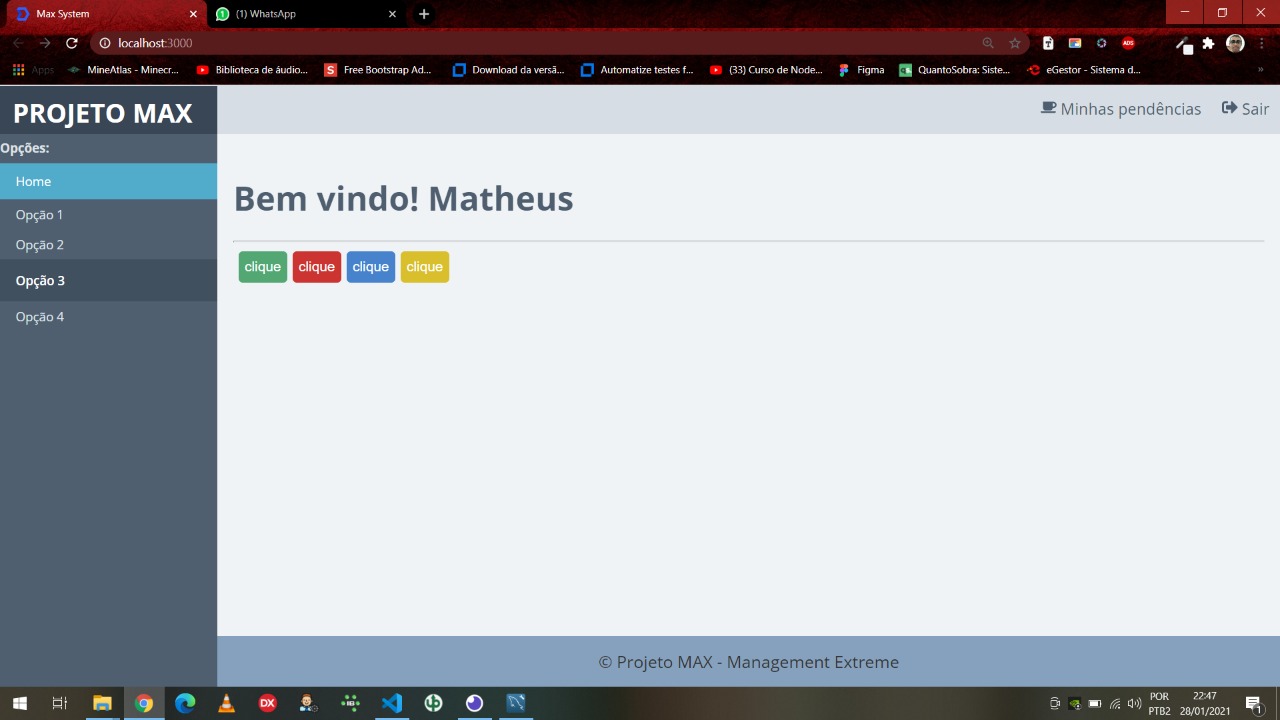 Max System
(1) WhatsApp
localhost:3000
ADS
Apps
MineAtlas - Minecr...
Biblioteca de áudio...
S
Free Bootstrap Ad...
Download da versã...
Automatize testes f...
(33) Curso de Node...
Figma
QuantoSobra: Siste...
eGestor - Sistema d...
PROJETO MAX
Minhas pendências
Sair
Opções:
Home
Bem vindo! Matheus
Opção 1
Opção 2
clique clique clique clique
Opção 3
Opção 4
© Projeto MAX - Management Extreme
DX
POR
PTB2
22:47
28/01/2021